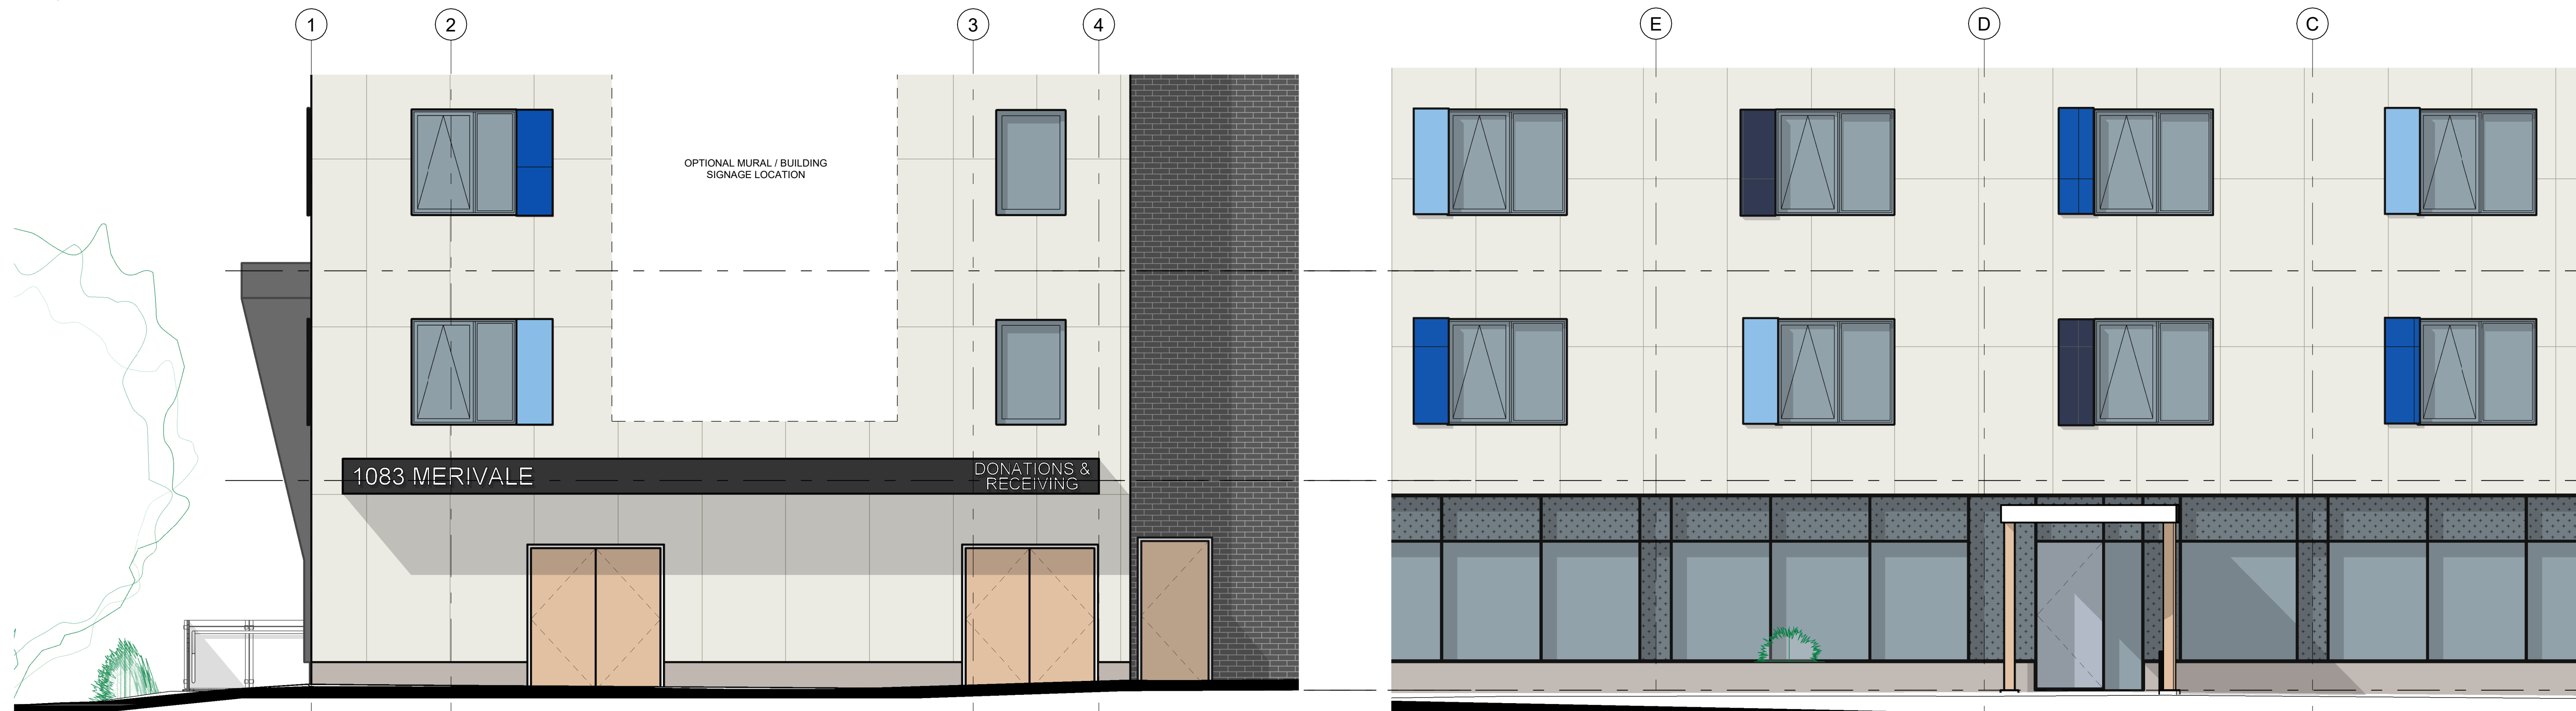 1
2
3
4
E
D
C
OPTIONAL MURAL / BUILDING
SIGNAGE LOCATION
1083 MERIVALE
DONATIONS &
RECEIVING